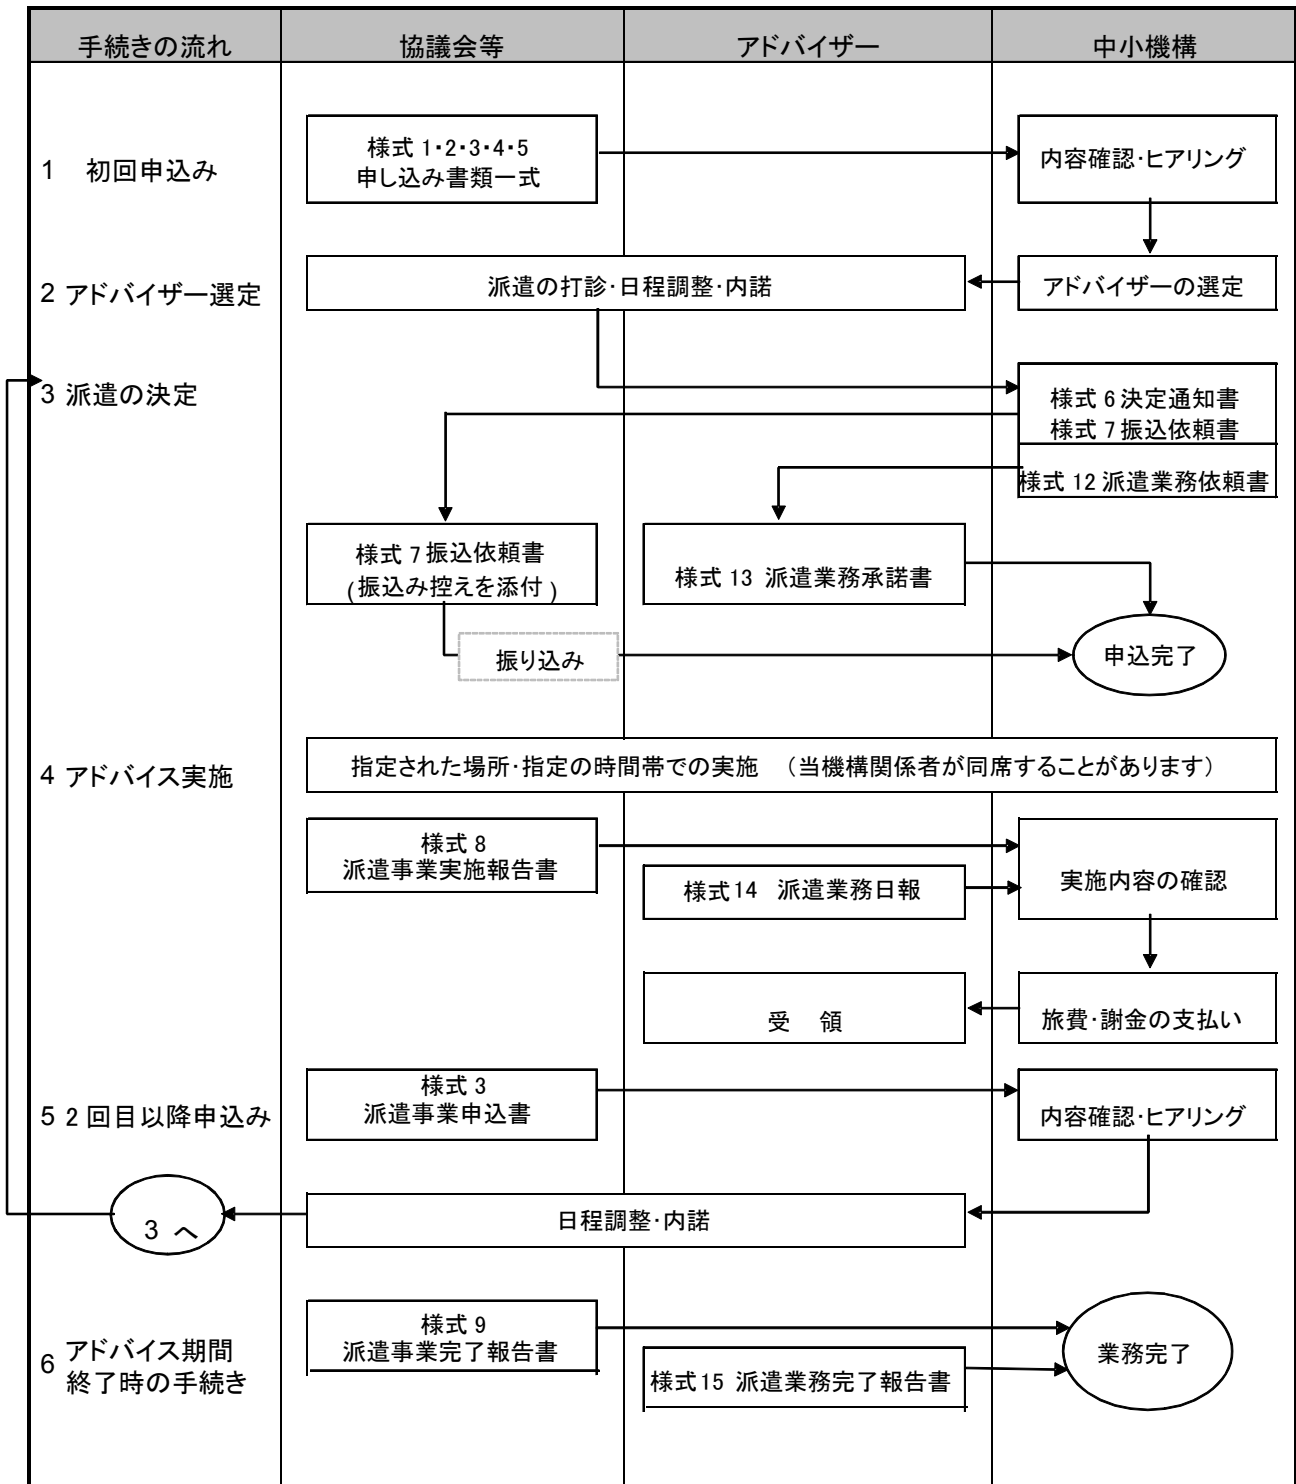 手続きの流れ 協議会等 アドバイザー 中小機構
1 初回申込み
様式 1・2・3・4・5
申し込み書類一式
内容確認・ヒアリング
2 アドバイザー選定
派遣の打診・日程調整・内諾
アドバイザーの選定
3 派遣の決定
様式 6 決定通知書
様式 7 振込依頼書
様式 12 派遣業務依頼書
様式 7 振込依頼書
(振込み控えを添付)
様式 13 派遣業務承諾書
振り込み
申込完了
4 アドバイス実施
指定された場所・指定の時間帯での実施 (当機構関係者が同席することがあります)
様式 8
派遣事業実施報告書
様式14 派遣業務日報
実施内容の確認
受 領
旅費・謝金の支払い
5 2 回目以降申込み
様式 3
派遣事業申込書
内容確認・ヒアリング
3 へ
日程調整・内諾
6 アドバイス期間
終了時の手続き
様式 9
派遣事業完了報告書
様式15 派遣業務完了報告書
業務完了